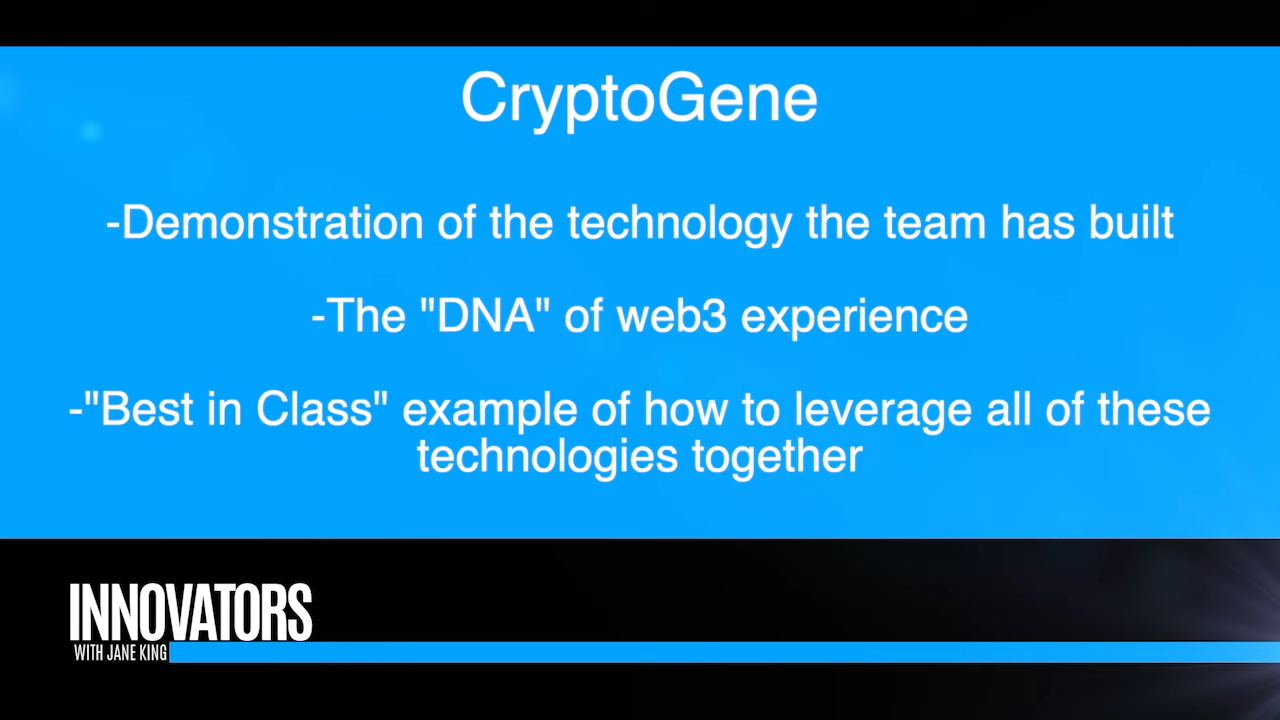 CryptoGene
-Demonstration of the technology the team has built
-The "DNA" of web3 experience
-"Best in Class" example of how to leverage all of these
technologies together
INNOVATORS
WITH JANE KING